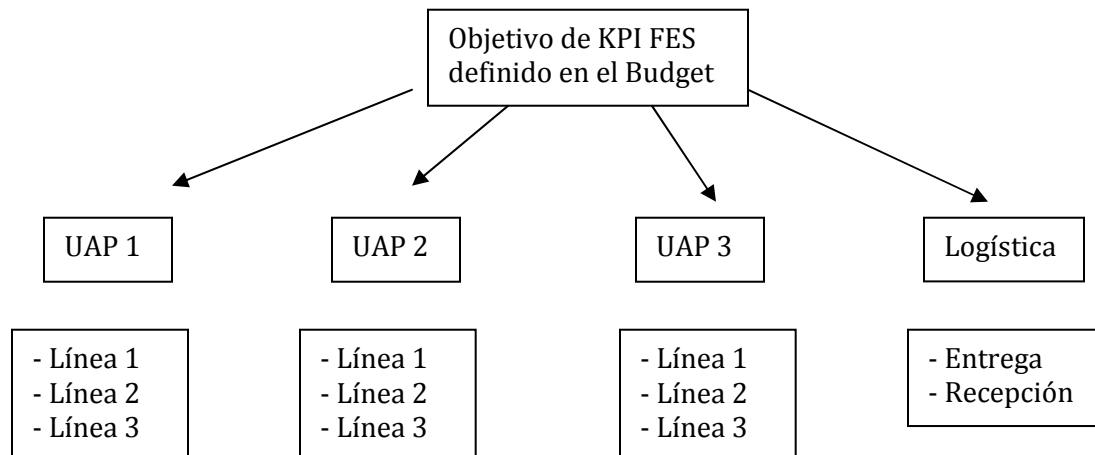 Objetivo de KPI FES
definido en el Budget
UAP 1
UAP 2
UAP 3
Logística
- Línea 1
- Línea 2
- Línea 3
- Línea 1
- Línea 2
- Línea 3
- Línea 1
- Línea 2
- Línea 3
- Entrega
- Recepción